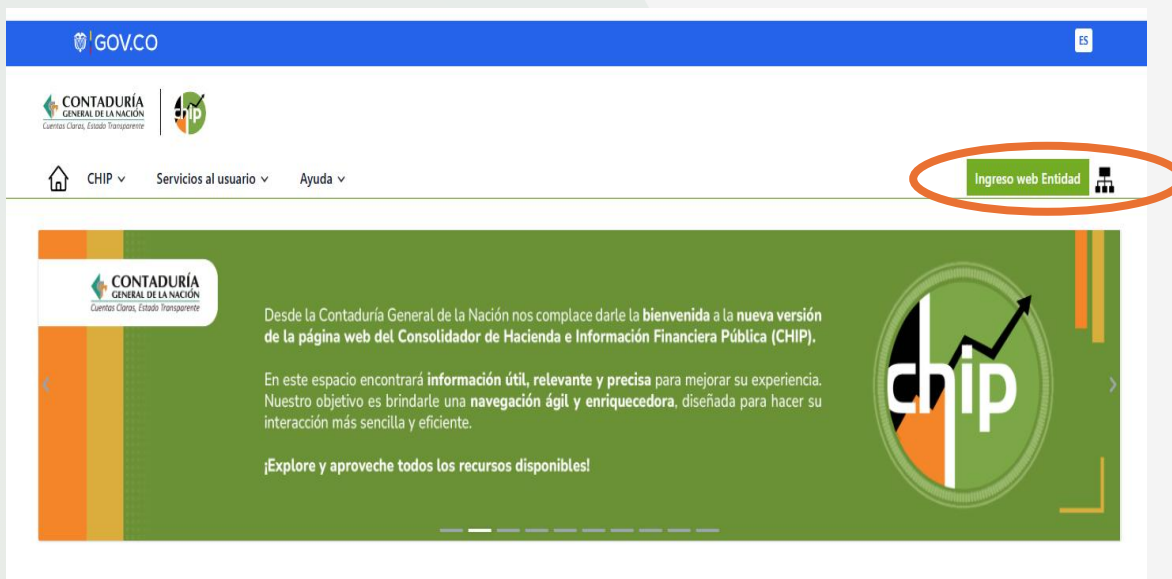 GOV.CO
ES
CONTADURÍA
GENERAL DE LA NACIÓN
Cuentas Claras, Estado Transparente
chip
CHIP
Servicios al usuario
Ayuda
Ingreso web Entidad
CONTADURÍA
GENERAL DE LA NACIÓN
Cuentas Claras, Estado Transparente
Desde la Contaduría General de la Nación nos complace darle la bienvenida a la nueva versión
de la página web del Consolidador de Hacienda e Información Financiera Pública (CHIP).
En este espacio encontrará información útil, relevante y precisa para mejorar su experiencia.
Nuestro objetivo es brindarle una navegación ágil y enriquecedora, diseñada para hacer su
interacción más sencilla y eficiente.
¡Explore y aproveche todos los recursos disponibles!
chip